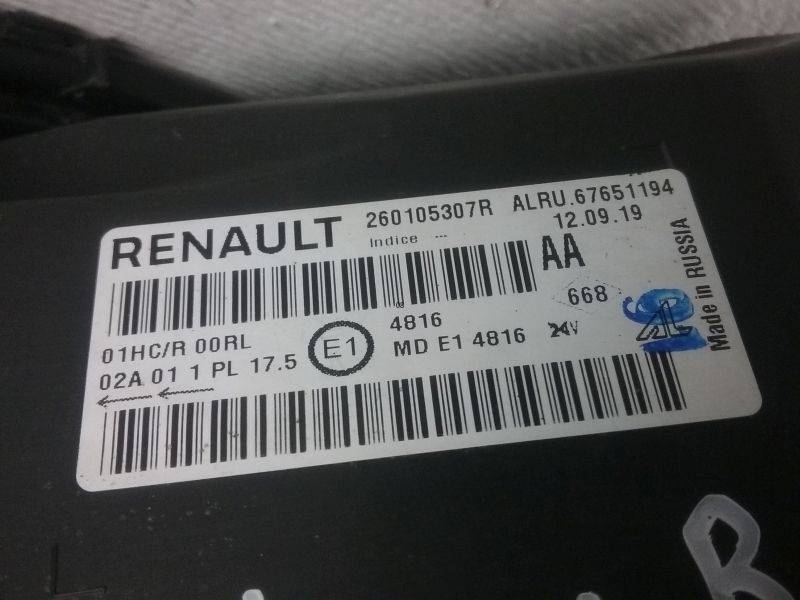 RENAULT 260105307R ALRU.67651194
Indice --- 12.09.19
AA
668
01HC/R 00RL E1 4816
02A 01 1 PL 17.5 MD E1 4816 24V
Made in RUSSIA
R